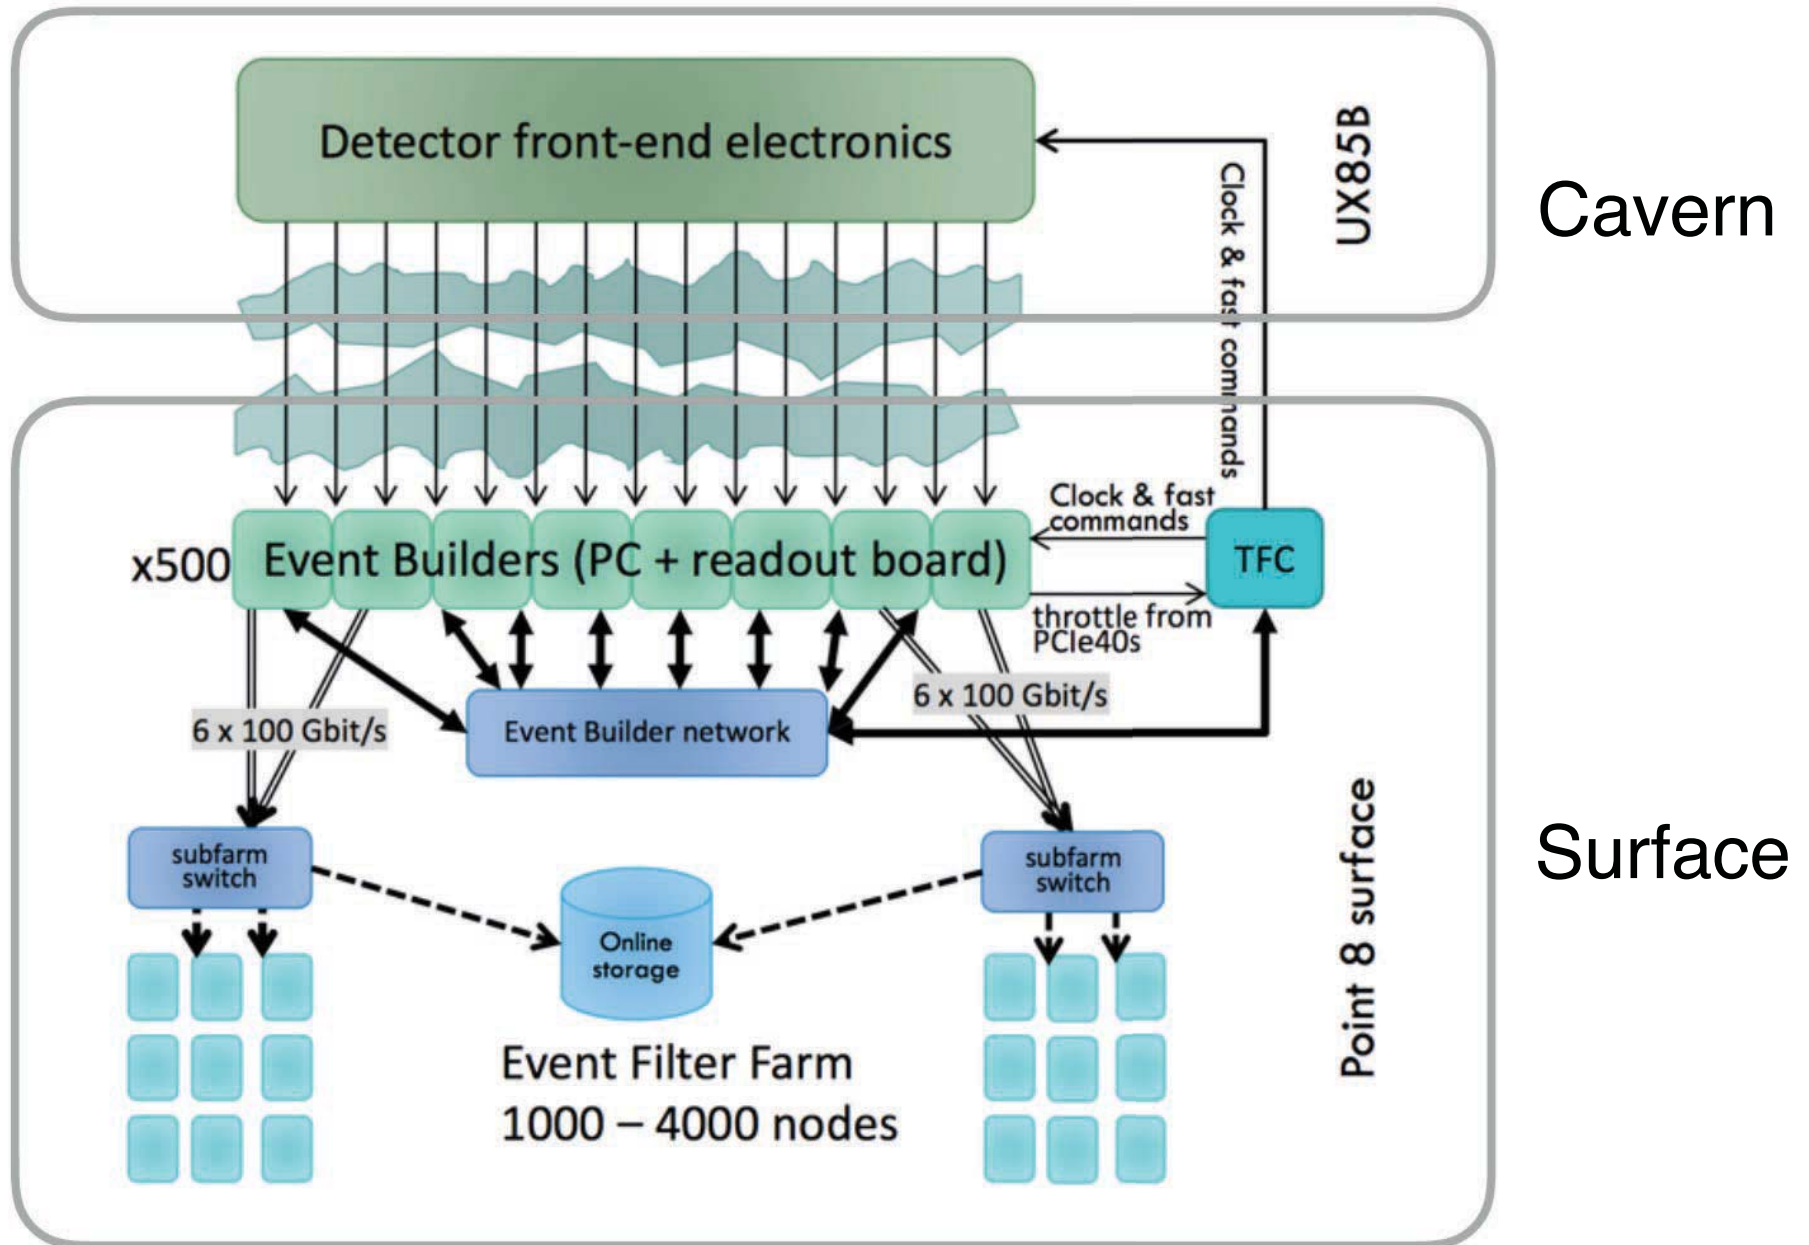 Detector front-end electronics
UX85B
Cavern
Clock & fast commands
Clock & fast
commands
x500
Event Builders (PC + readout board)
TFC
throttle from
PCIe40s
6 x 100 Gbit/s
6 x 100 Gbit/s
Event Builder network
subfarm
switch
subfarm
switch
Online
storage
Point 8 surface
Surface
Event Filter Farm
1000 – 4000 nodes